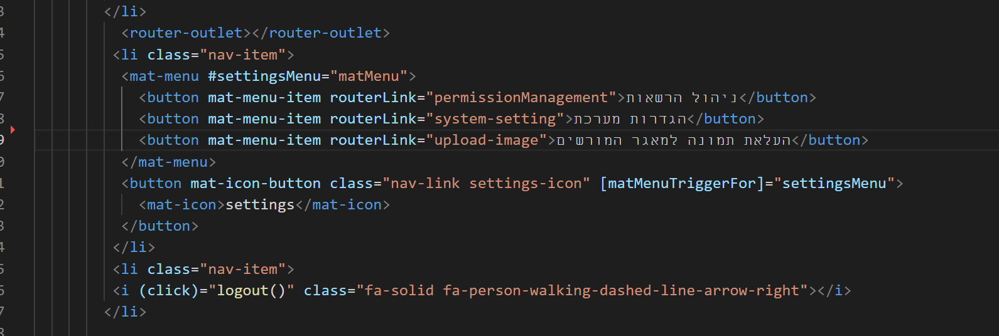 </li>
<router-outlet></router-outlet>
<li class="nav-item">
<mat-menu #settingsMenu="matMenu">
<button mat-menu-item routerLink="permissionManagement">ניהול הרשאות</button>
<button mat-menu-item routerLink="system-setting">הגדרות מערכת</button>
<button mat-menu-item routerLink="upload-image">העלאת תמונה למאגר המורשים</button>
</mat-menu>
<button mat-icon-button class="nav-link settings-icon" [matMenuTriggerFor]="settingsMenu">
<mat-icon>settings</mat-icon>
</button>
</li>
<li class="nav-item">
<i (click)="logout()" class="fa-solid fa-person-walking-dashed-line-arrow-right"></i>
</li>